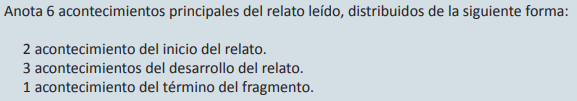 Anota 6 acontecimientos principales del relato leído, distribuidos de la siguiente forma:
2 acontecimiento del inicio del relato.
3 acontecimientos del desarrollo del relato.
1 acontecimiento del término del fragmento.